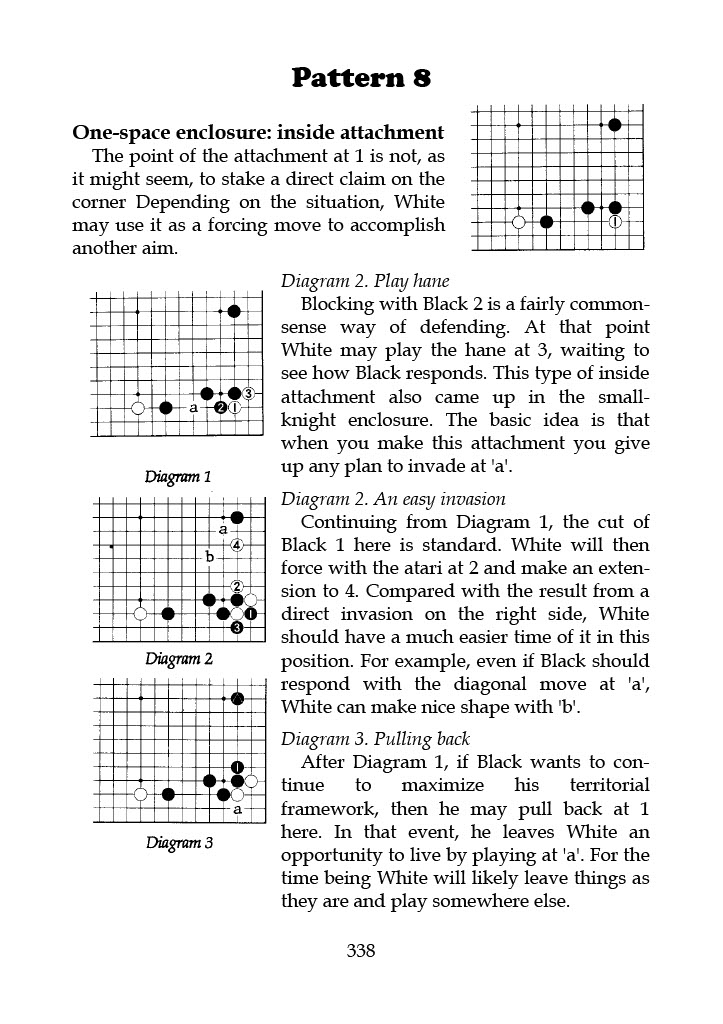 Pattern 8
One-space enclosure: inside attachment
The point of the attachment at 1 is not, as
it might seem, to stake a direct claim on the
corner Depending on the situation, White
may use it as a forcing move to accomplish
another aim.
1
Diagram 2. Play hane
Blocking with Black 2 is a fairly common-
sense way of defending. At that point
White may play the hane at 3, waiting to
see how Black responds. This type of inside
attachment also came up in the small-
knight enclosure. The basic idea is that
when you make this attachment you give
up any plan to invade at 'a'.
3
a 2 1
Diagram 1
Diagram 2. An easy invasion
Continuing from Diagram 1, the cut of
Black 1 here is standard. White will then
force with the atari at 2 and make an exten-
sion to 4. Compared with the result from a
direct invasion on the right side, White
should have a much easier time of it in this
position. For example, even if Black should
respond with the diagonal move at 'a',
White can make nice shape with 'b'.
a
4
b
2
1
3
Diagram 2
Diagram 3. Pulling back
After Diagram 1, if Black wants to con-
tinue to maximize his territorial
framework, then he may pull back at 1
here. In that event, he leaves White an
opportunity to live by playing at 'a'. For the
time being White will likely leave things as
they are and play somewhere else.
1
a
Diagram 3
338